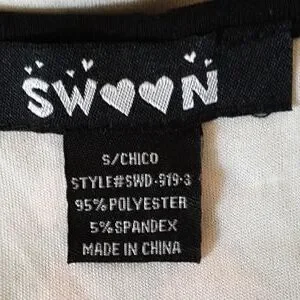 SW♥♥N
S/CHICO
STYLE#SWD-919-3
95%POLYESTER
5%SPANDEX
MADE IN CHINA